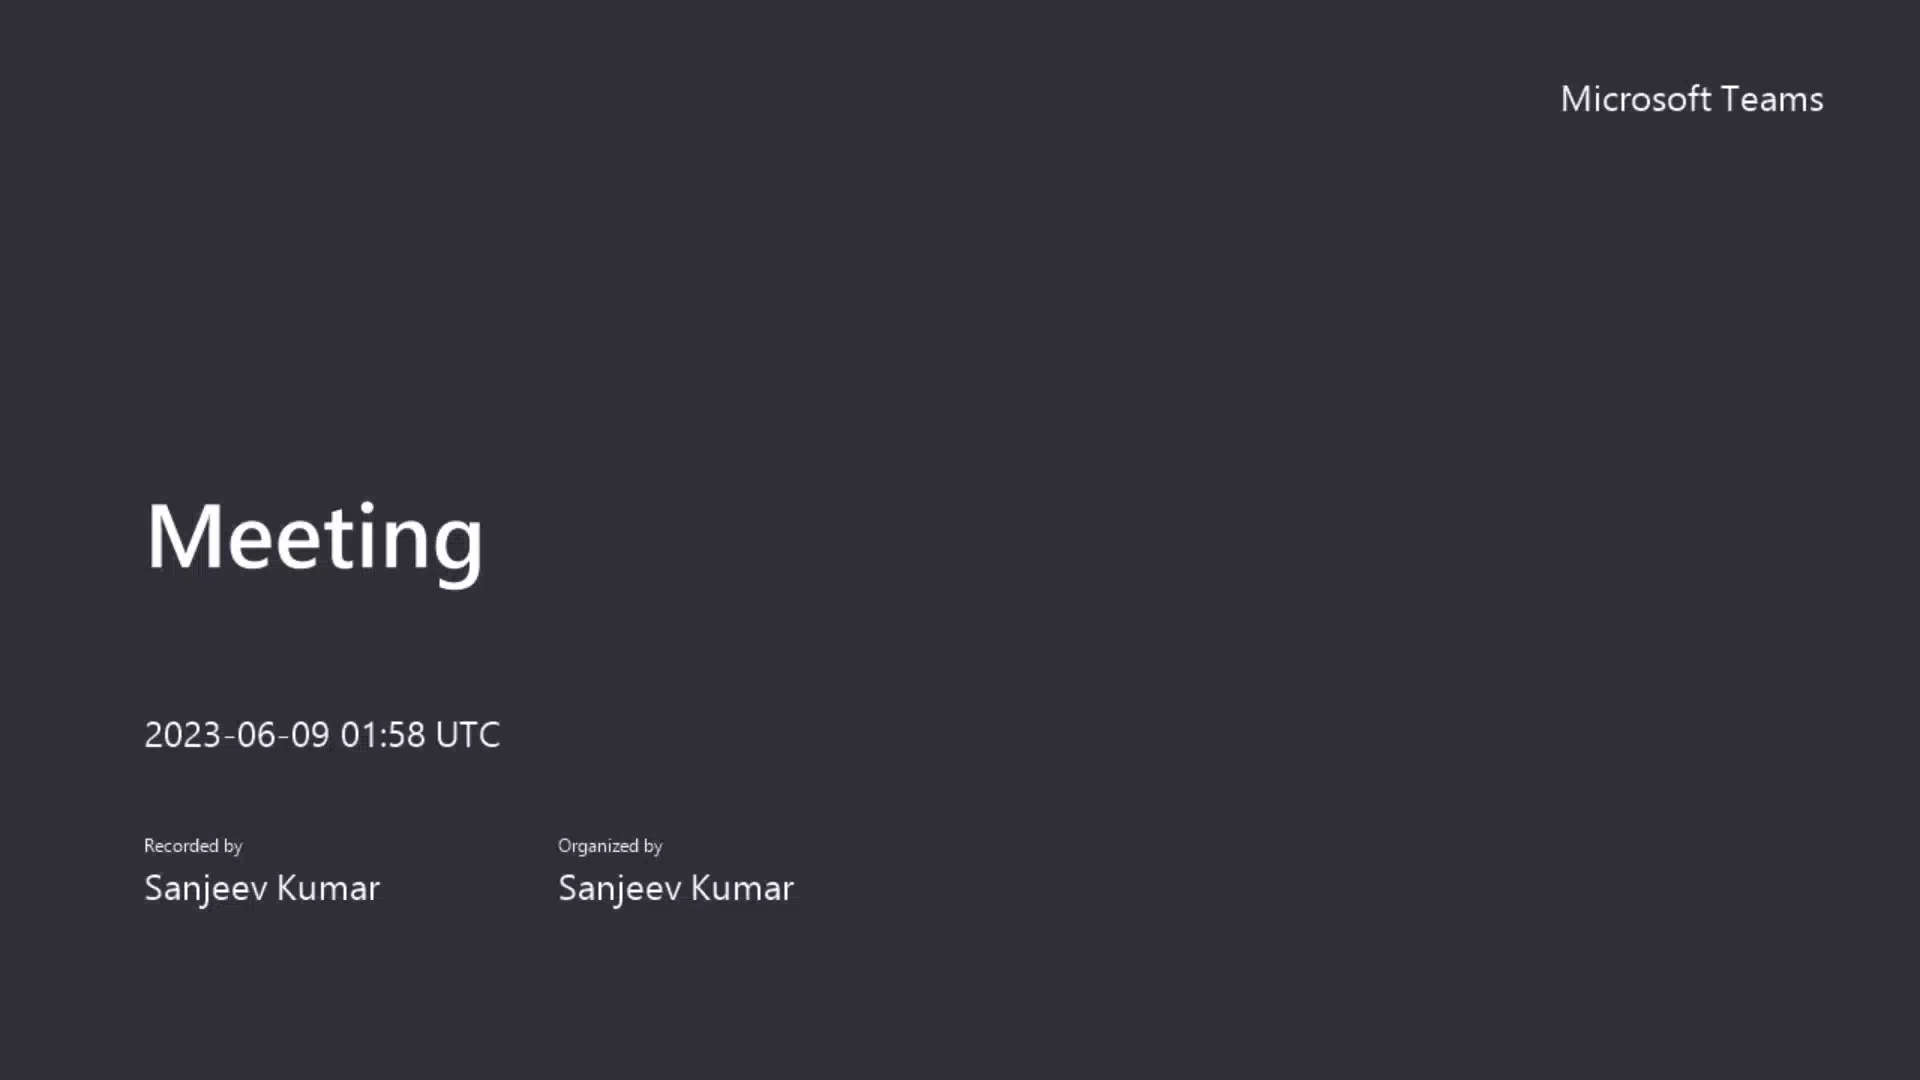 Microsoft Teams
Meeting
2023-06-09 01:58 UTC
Recorded by
Sanjeev Kumar
Organized by
Sanjeev Kumar